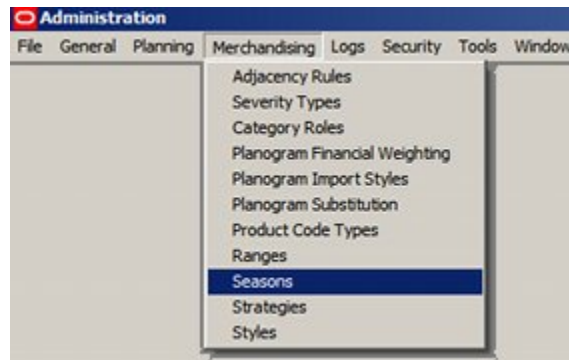 Administration
File General Planning Merchandising Logs Security Tools Window
Adjacency Rules
Severity Types
Category Roles
Planogram Financial Weighting
Planogram Import Styles
Planogram Substitution
Product Code Types
Ranges
Seasons
Strategies
Styles